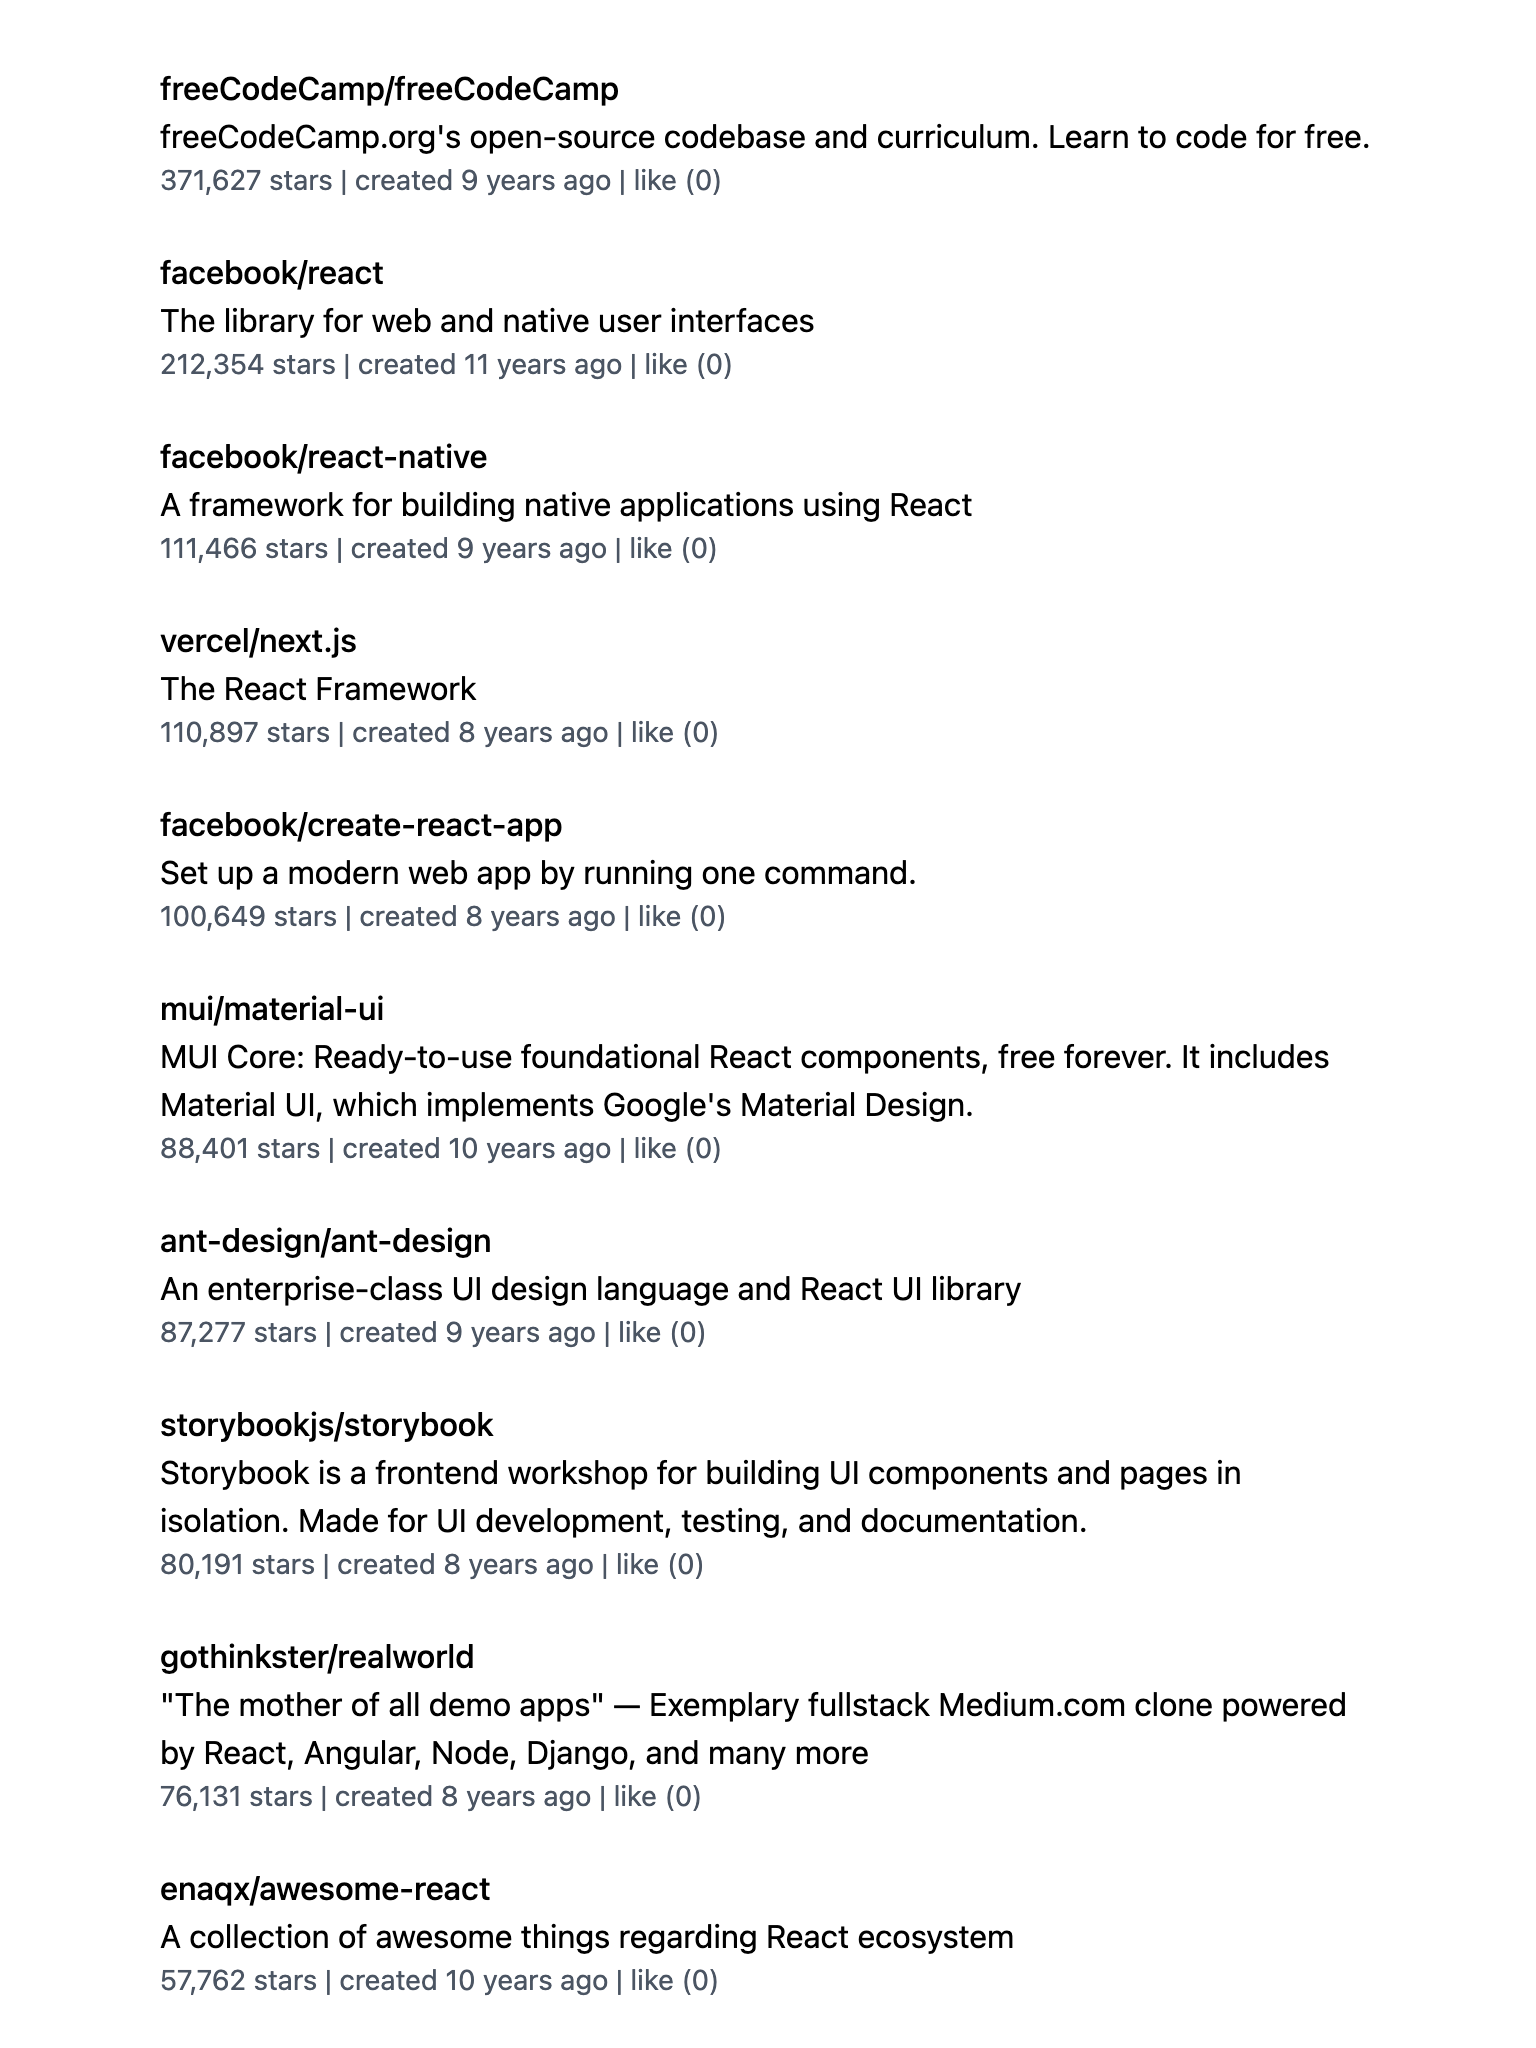 freeCodeCamp/freeCodeCamp
freeCodeCamp.org's open-source codebase and curriculum. Learn to code for free.
371,627 stars | created 9 years ago | like (0)
facebook/react
The library for web and native user interfaces
212,354 stars | created 11 years ago | like (0)
facebook/react-native
A framework for building native applications using React
111,466 stars | created 9 years ago | like (0)
vercel/next.js
The React Framework
110,897 stars | created 8 years ago | like (0)
facebook/create-react-app
Set up a modern web app by running one command.
100,649 stars | created 8 years ago | like (0)
mui/material-ui
MUI Core: Ready-to-use foundational React components, free forever. It includes
Material UI, which implements Google's Material Design.
88,401 stars | created 10 years ago | like (0)
ant-design/ant-design
An enterprise-class UI design language and React UI library
87,277 stars | created 9 years ago | like (0)
storybookjs/storybook
Storybook is a frontend workshop for building UI components and pages in
isolation. Made for UI development, testing, and documentation.
80,191 stars | created 8 years ago | like (0)
gothinkster/realworld
"The mother of all demo apps" — Exemplary fullstack Medium.com clone powered
by React, Angular, Node, Django, and many more
76,131 stars | created 8 years ago | like (0)
enaqx/awesome-react
A collection of awesome things regarding React ecosystem
57,762 stars | created 10 years ago | like (0)